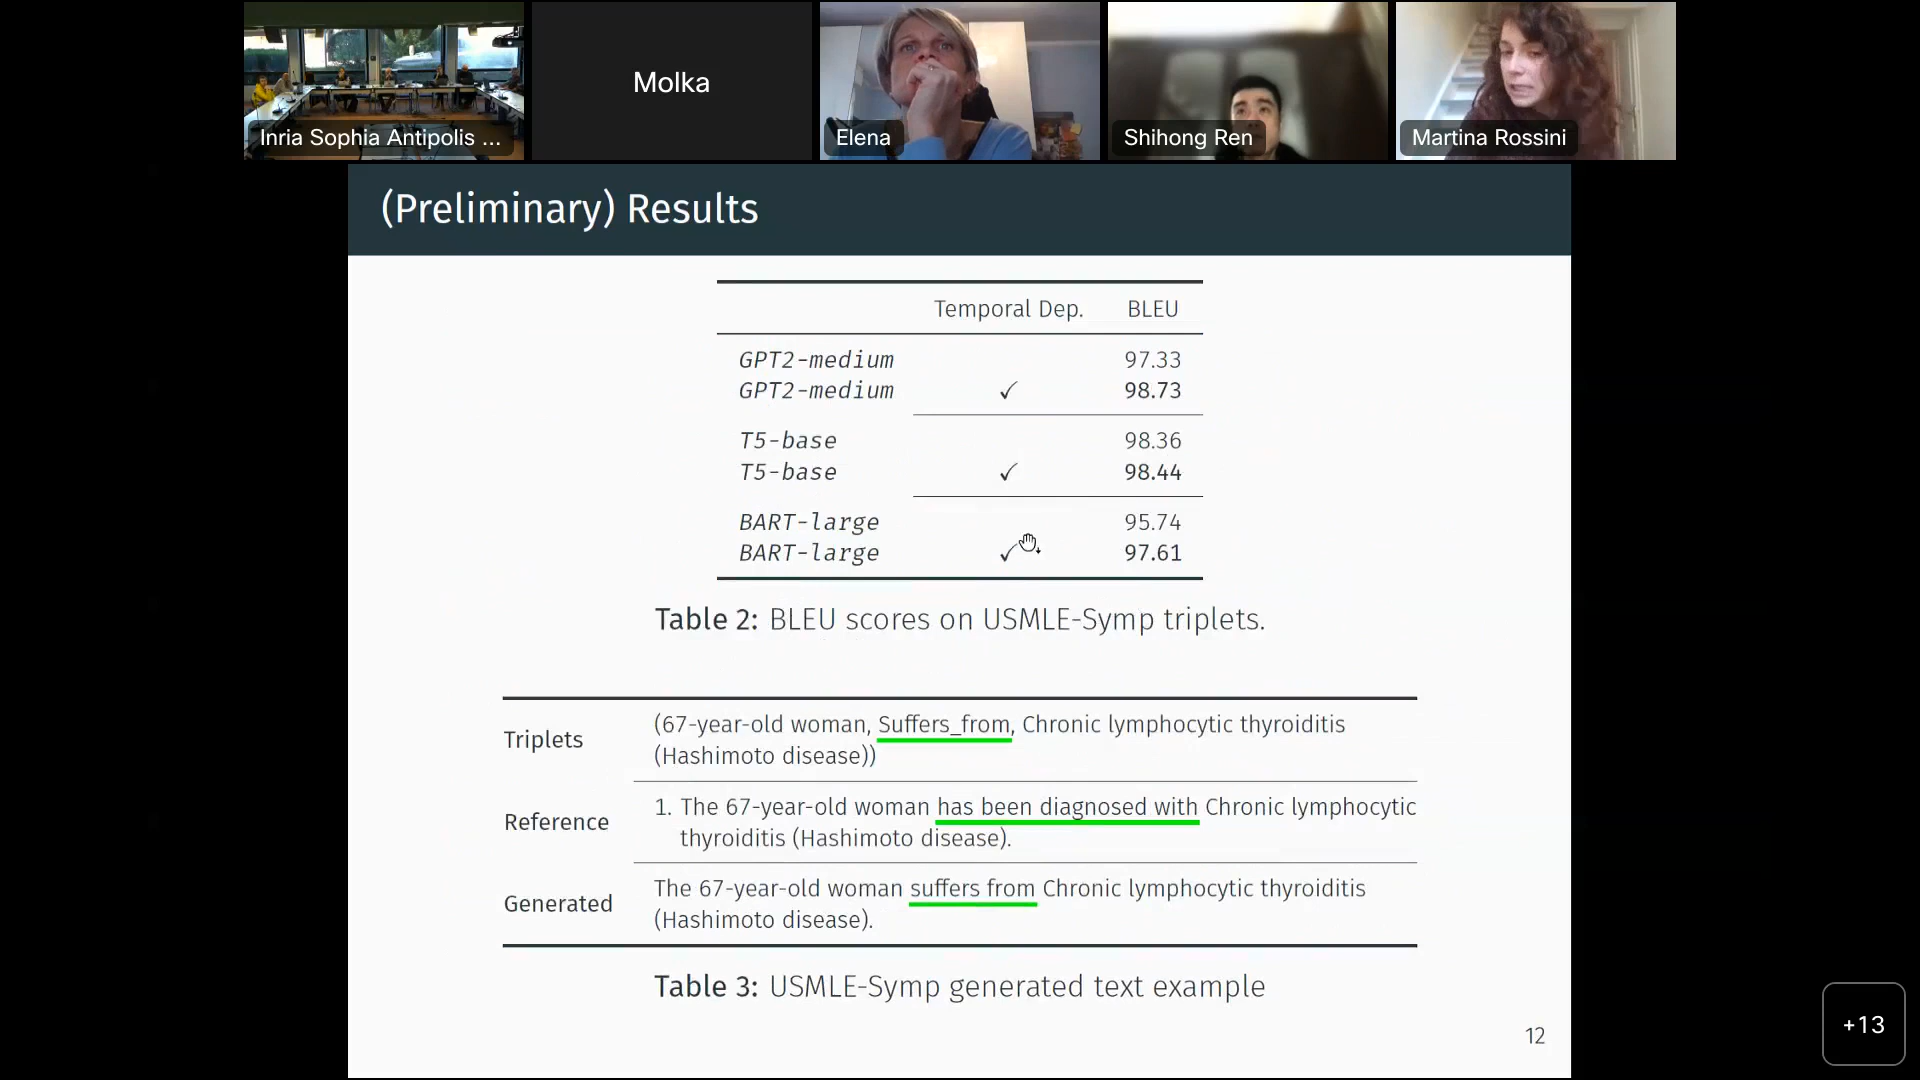 Inria Sophia Antipolis ...
Molka
Elena
Shihong Ren
Martina Rossini
(Preliminary) Results
Temporal Dep. BLEU
GPT2-medium 97.33
GPT2-medium ✓ 98.73
T5-base 98.36
T5-base ✓ 98.44
BART-large 95.74
BART-large ✓ 97.61
Table 2: BLEU scores on USMLE-Symp triplets.
Triplets (67-year-old woman, Suffers_from, Chronic lymphocytic thyroiditis
(Hashimoto disease))
Reference 1. The 67-year-old woman has been diagnosed with Chronic lymphocytic
thyroiditis (Hashimoto disease).
Generated The 67-year-old woman suffers from Chronic lymphocytic thyroiditis
(Hashimoto disease).
Table 3: USMLE-Symp generated text example
12
+13